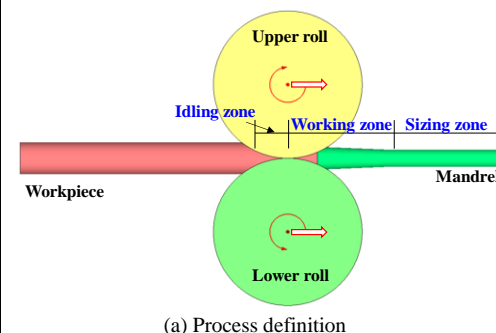 Upper roll
Idling zone
Working zone
Sizing zone
Workpiece
Mandrel
Lower roll
(a) Process definition